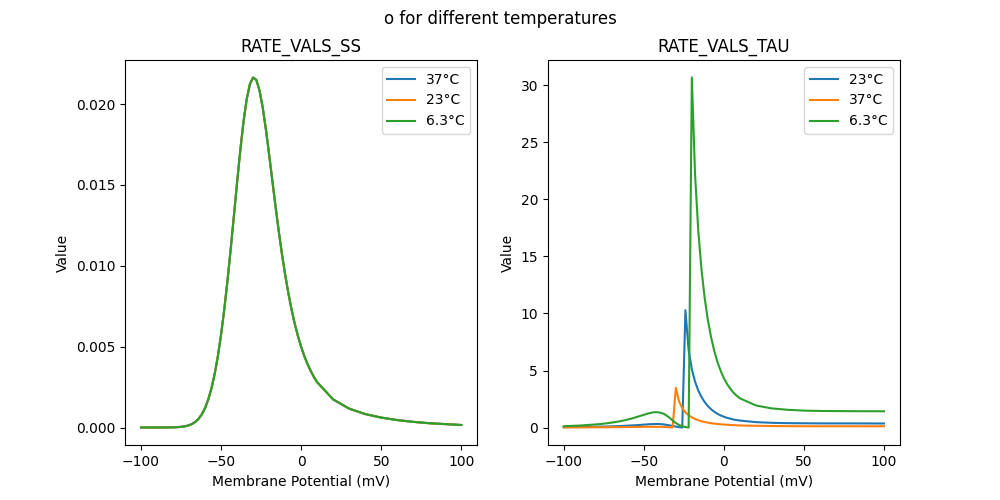 o for different temperatures
RATE_VALS_SS
RATE_VALS_TAU
37°C
23°C
6.3°C
23°C
37°C
6.3°C
0.020
0.015
0.010
0.005
0.000
Value
−100
−50
0
50
100
Membrane Potential (mV)
30
25
20
15
10
5
0
Value
−100
−50
0
50
100
Membrane Potential (mV)